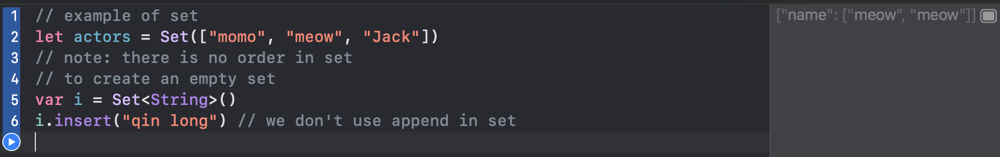 1 // example of set ["name": ["meow", "meow"]]
2 let actors = Set(["momo", "meow", "Jack"])
3 // note: there is no order in set
4 // to create an empty set
5 var i = Set<String>()
6 i.insert("qin long") // we don't use append in set